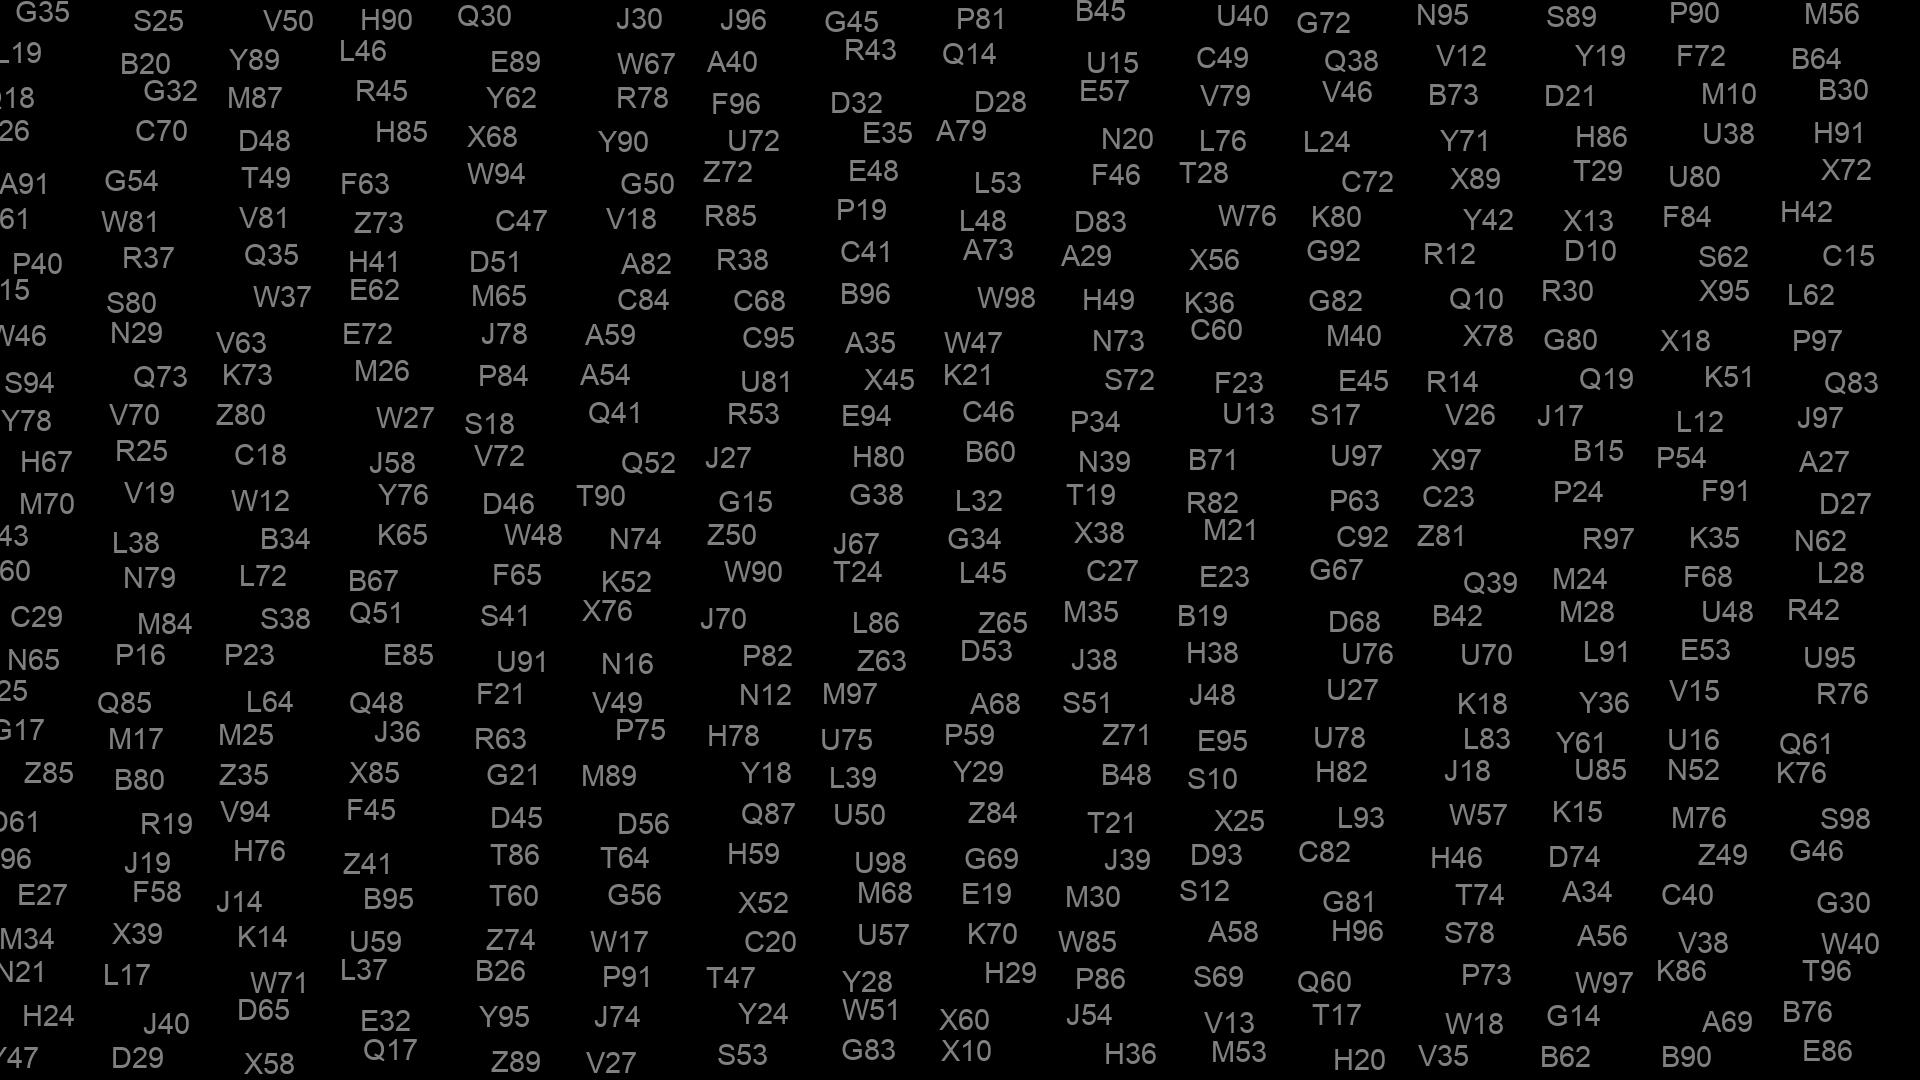 G35 S25 V50 H90 Q30 J30 J96 G45 P81 B45 U40 G72 N95 S89 P90 M56
L19 B20 Y89 L46 E89 W67 A40 R43 Q14 U15 C49 Q38 V12 Y19 F72 B64
18 G32 M87 R45 Y62 R78 F96 D32 D28 E57 V79 V46 B73 D21 M10 B30
26 C70 D48 H85 X68 Y90 U72 E35 A79 N20 L76 L24 Y71 H86 U38 H91
A91 G54 T49 F63 W94 G50 Z72 E48 L53 F46 T28 C72 X89 T29 U80 X72
61 W81 V81 Z73 C47 V18 R85 P19 L48 D83 W76 K80 Y42 X13 F84 H42
P40 R37 Q35 H41 D51 A82 R38 C41 A73 A29 X56 G92 R12 D10 S62 C15
15 S80 W37 E62 M65 C84 C68 B96 W98 H49 K36 G82 Q10 R30 X95 L62
W46 N29 V63 E72 J78 A59 C95 A35 W47 N73 C60 M40 X78 G80 X18 P97
S94 Q73 K73 M26 P84 A54 U81 X45 K21 S72 F23 E45 R14 Q19 K51 Q83
Y78 V70 Z80 W27 S18 Q41 R53 E94 C46 P34 U13 S17 V26 J17 L12 J97
H67 R25 C18 J58 V72 Q52 J27 H80 B60 N39 B71 U97 X97 B15 P54 A27
M70 V19 W12 Y76 D46 T90 G15 G38 L32 T19 R82 P63 C23 P24 F91 D27
43 L38 B34 K65 W48 N74 Z50 J67 G34 X38 M21 C92 Z81 R97 K35 N62
60 N79 L72 B67 F65 K52 W90 T24 L45 C27 E23 G67 Q39 M24 F68 L28
C29 M84 S38 Q51 S41 X76 J70 L86 Z65 M35 B19 D68 B42 M28 U48 R42
N65 P16 P23 E85 U91 N16 P82 Z63 D53 J38 H38 U76 U70 L91 E53 U95
25 Q85 L64 Q48 F21 V49 N12 M97 A68 S51 J48 U27 K18 Y36 V15 R76
G17 M17 M25 J36 R63 P75 H78 U75 P59 Z71 E95 U78 L83 Y61 U16 Q61
Z85 B80 Z35 X85 G21 M89 Y18 L39 Y29 B48 S10 H82 J18 U85 N52 K76
61 R19 V94 F45 D45 D56 Q87 U50 Z84 T21 X25 L93 W57 K15 M76 S98
96 J19 H76 Z41 T86 T64 H59 U98 G69 J39 D93 C82 H46 D74 Z49 G46
E27 F58 J14 B95 T60 G56 X52 M68 E19 M30 S12 G81 T74 A34 C40 G30
M34 X39 K14 U59 Z74 W17 C20 U57 K70 W85 A58 H96 S78 A56 V38 W40
N21 L17 W71 L37 B26 P91 T47 Y28 H29 P86 S69 Q60 P73 W97 K86 T96
H24 J40 D65 E32 Y95 J74 Y24 W51 X60 J54 V13 T17 W18 G14 A69 B76
47 D29 X58 Q17 Z89 V27 S53 G83 X10 H36 M53 H20 V35 B62 B90 E86